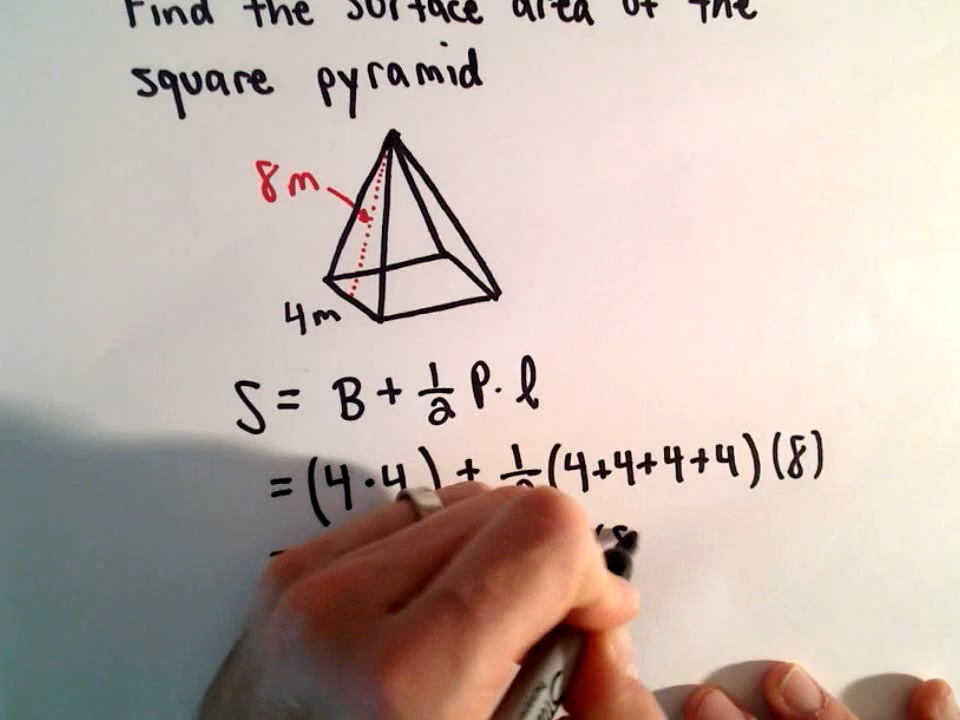 Find the surface area of the
square pyramid
8m
4m
S = B + 1/2 P · l
= (4·4) + 1/2 (4+4+4+4)(8)
=